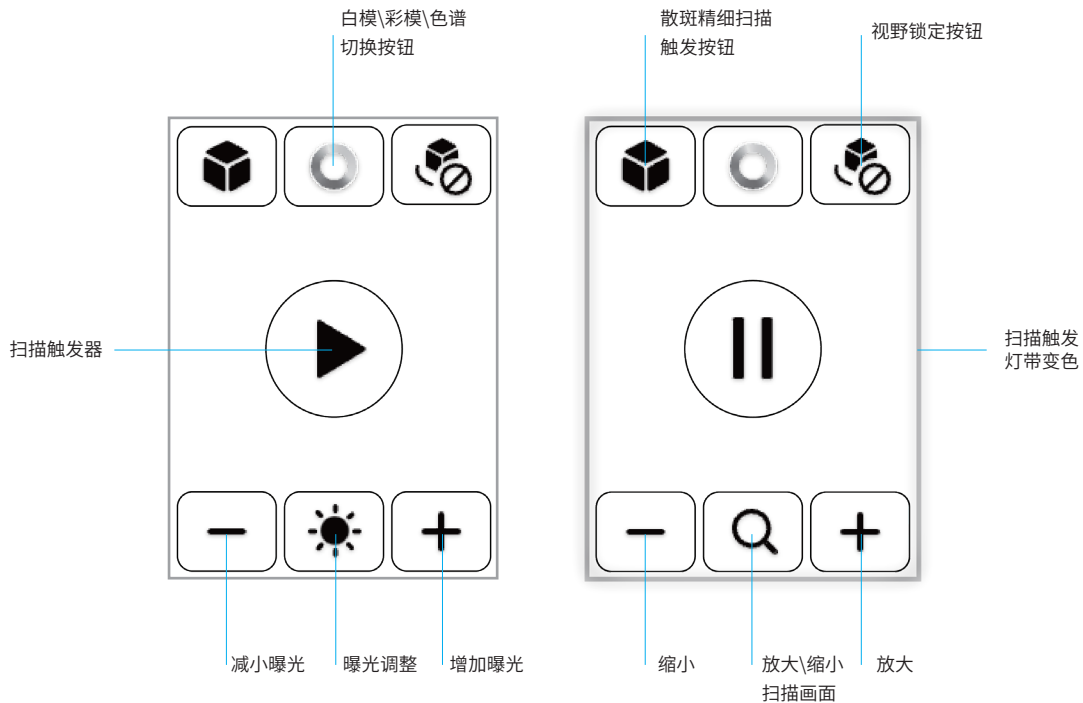 白模\彩模\色谱
切换按钮
散斑精细扫描
触发按钮
视野锁定按钮
扫描触发器
扫描触发
灯带变色
减小曝光
曝光调整
增加曝光
缩小
放大\缩小
扫描画面
放大